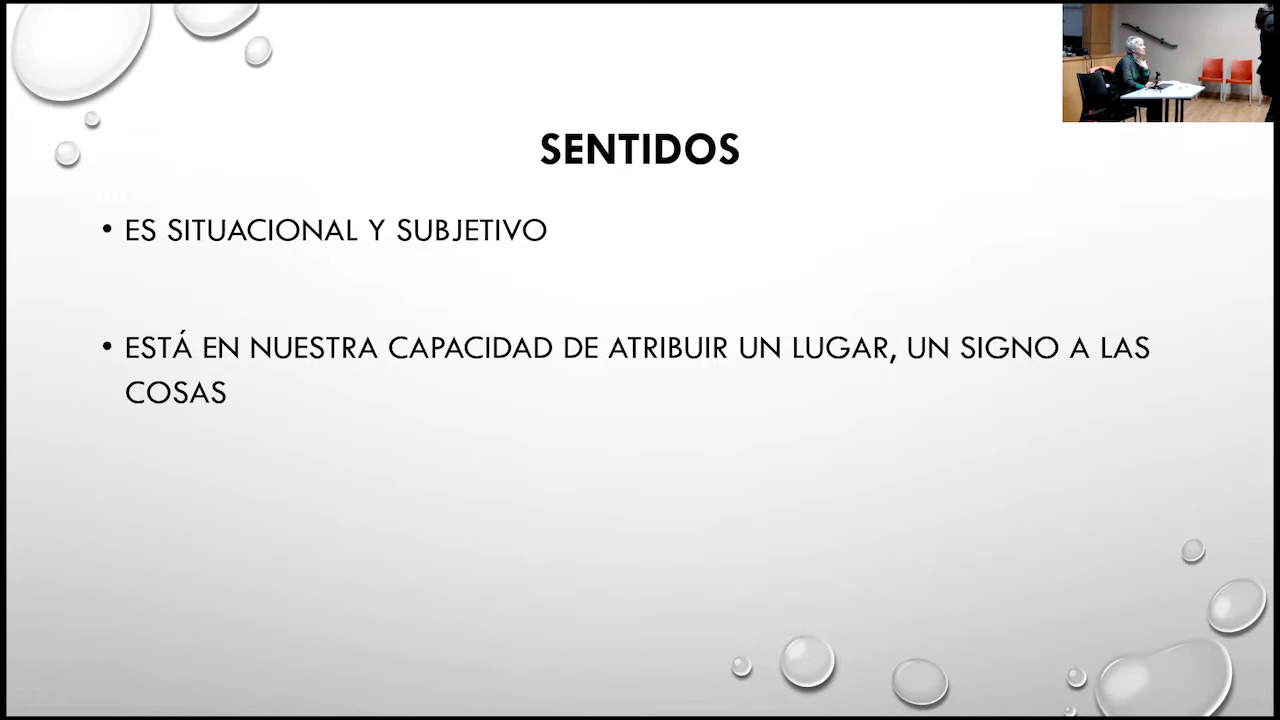 SENTIDOS
• ES SITUACIONAL Y SUBJETIVO
• ESTÁ EN NUESTRA CAPACIDAD DE ATRIBUIR UN LUGAR, UN SIGNO A LAS
COSAS